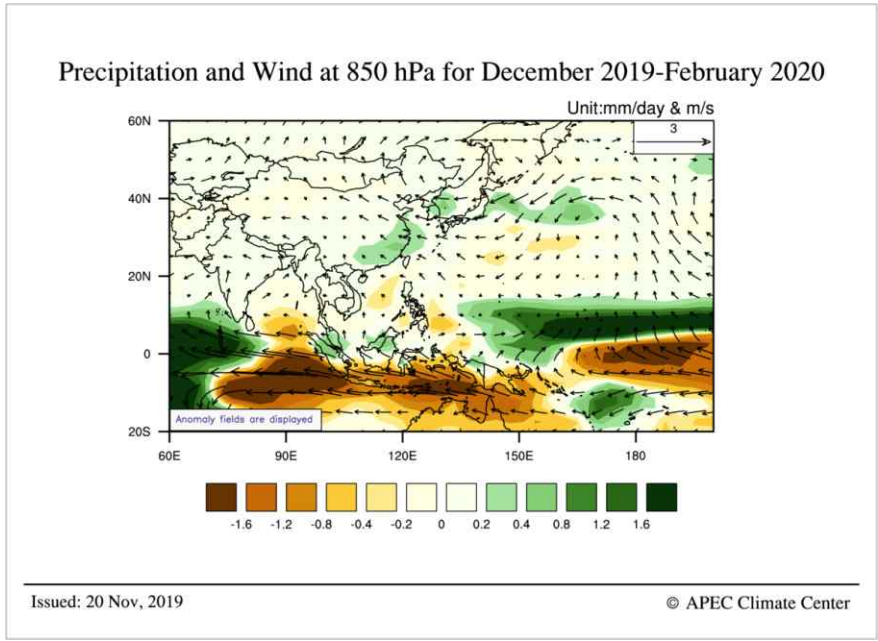 Precipitation and Wind at 850 hPa for December 2019-February 2020
Unit:mm/day & m/s
3
60N
40N
20N
0
20S
Anomaly fields are displayed
60E 90E 120E 150E 180
-1.6 -1.2 -0.8 -0.4 -0.2 0 0.2 0.4 0.8 1.2 1.6
Issued: 20 Nov, 2019
© APEC Climate Center